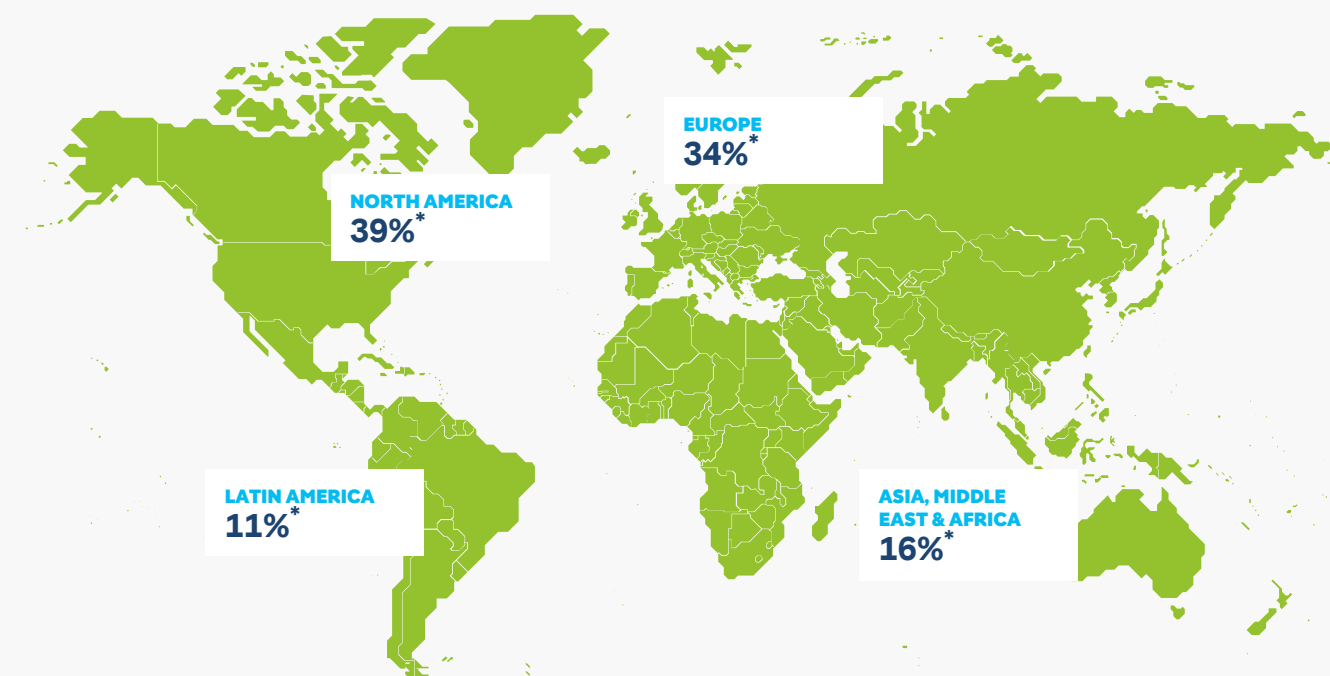 EUROPE
34%*
NORTH AMERICA
39%*
LATIN AMERICA
11%*
ASIA, MIDDLE
EAST & AFRICA
16%*